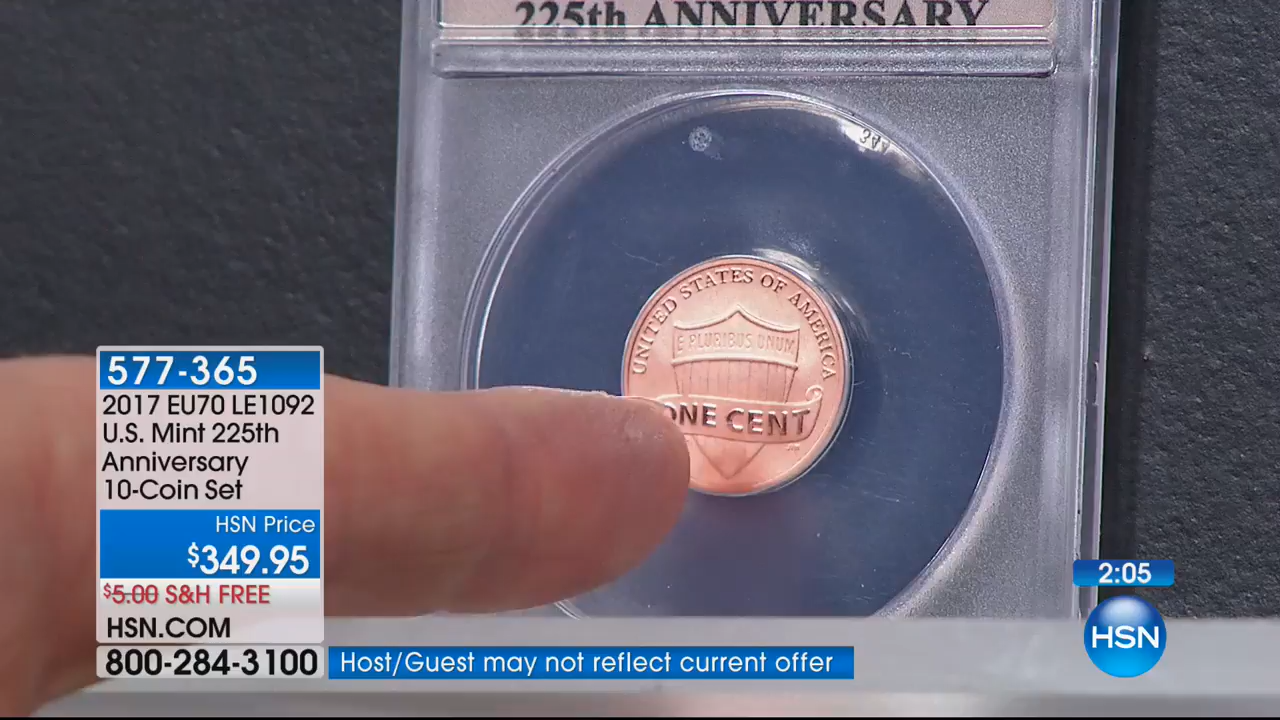 225th ANNIVERSARY
UNITED STATES OF AMERICA
E PLURIBUS UNUM
ONE CENT
577-365
2017 EU70 LE1092
U.S. Mint 225th
Anniversary
10-Coin Set
HSN Price
$349.95
$5.00 S&H FREE
HSN.COM
800-284-3100
Host/Guest may not reflect current offer
2:05
HSN